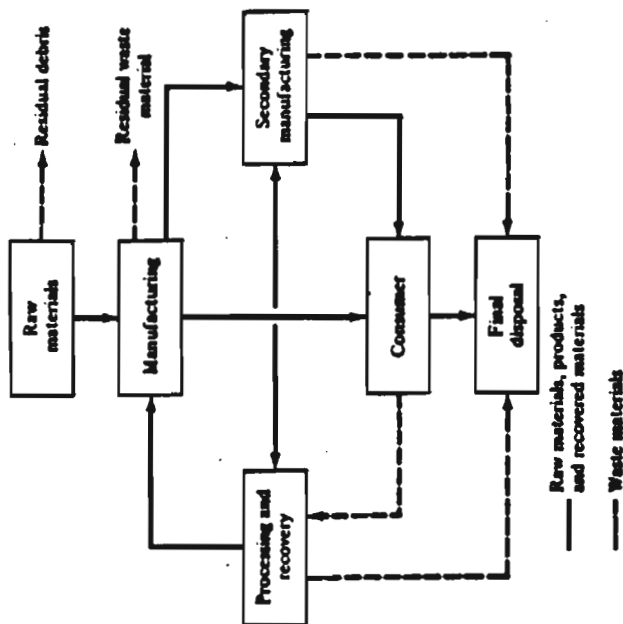 Raw
materials
Residual debris
Manufacturing
Residual waste
material
Processing and
recovery
Secondary
manufacturing
Consumer
Final
disposal
Raw materials, products,
and recovered materials
Waste materials